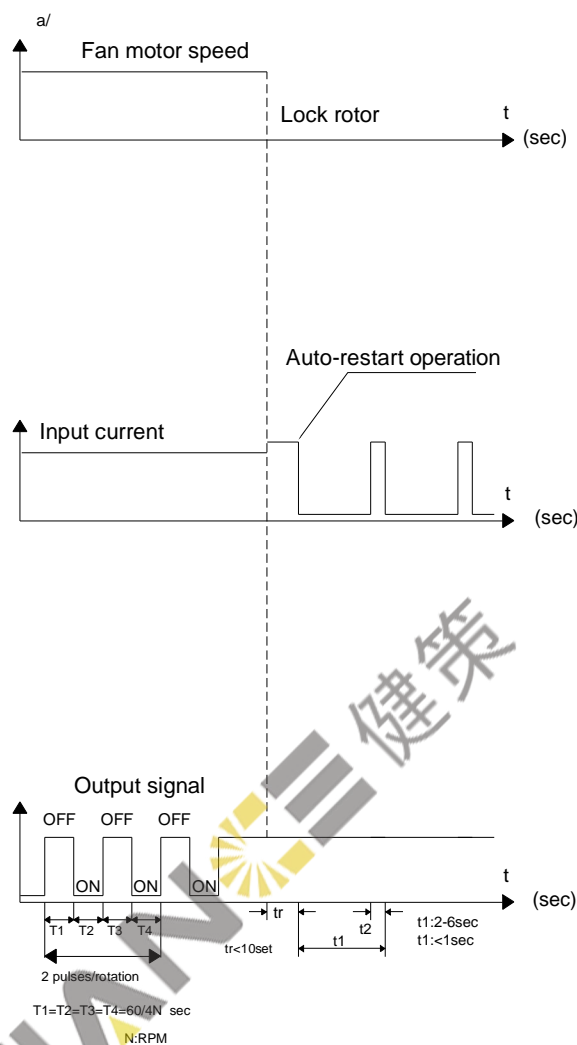 a/
Fan motor speed
Lock rotor
t
(sec)
Auto-restart operation
Input current
t
(sec)
健策
Output signal
OFF OFF OFF
t
ON ON ON
(sec)
T1 T2 T3 T4
tr
t2
t1:2-6sec
t1
t1:<1sec
tr<10set
2 pulses/rotation
T1=T2=T3=T4=60/4N sec
N:RPM